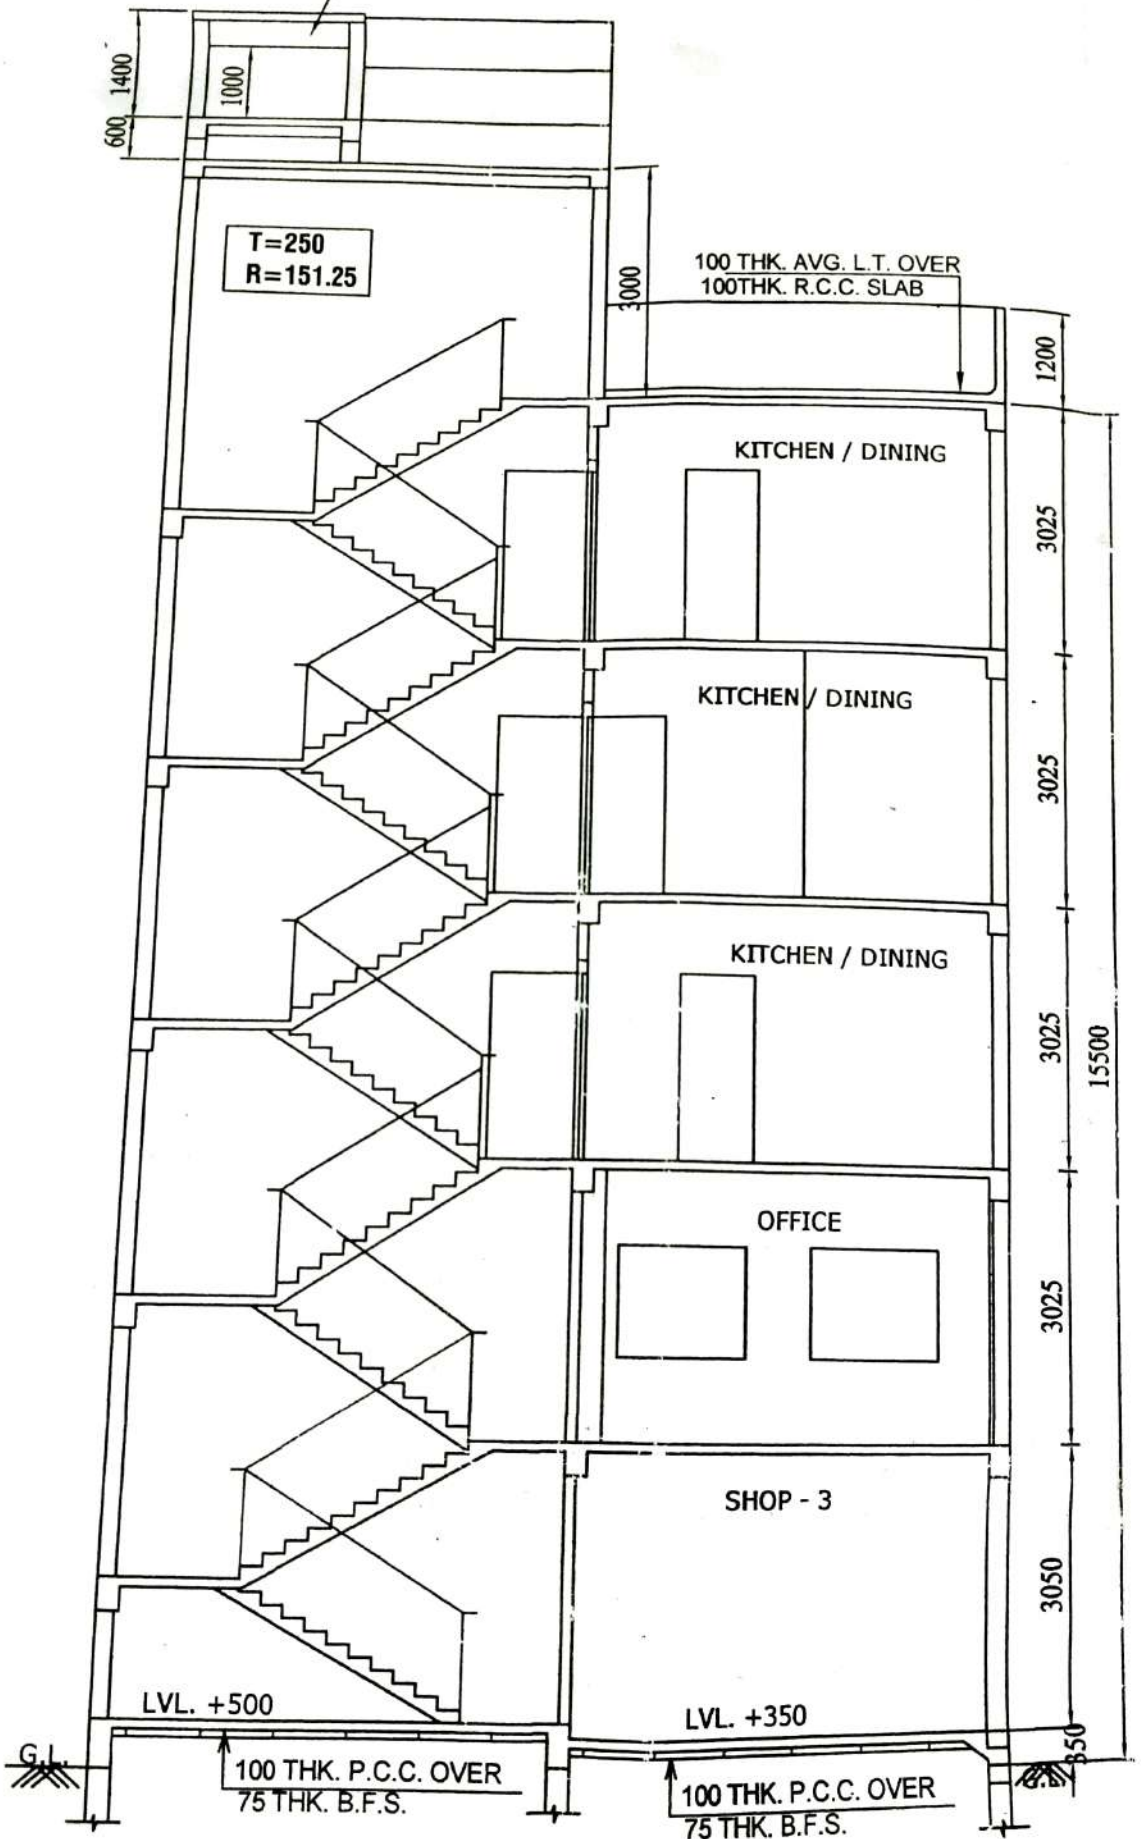 1400
1000
600
T=250
R=151.25
3000
100 THK. AVG. L.T. OVER
100THK. R.C.C. SLAB
1200
KITCHEN / DINING
3025
KITCHEN / DINING
3025
KITCHEN / DINING
3025
15500
OFFICE
3025
SHOP - 3
3050
LVL. +500
LVL. +350
350
G.L.
G.L.
100 THK. P.C.C. OVER
75 THK. B.F.S.
100 THK. P.C.C. OVER
75 THK. B.F.S.